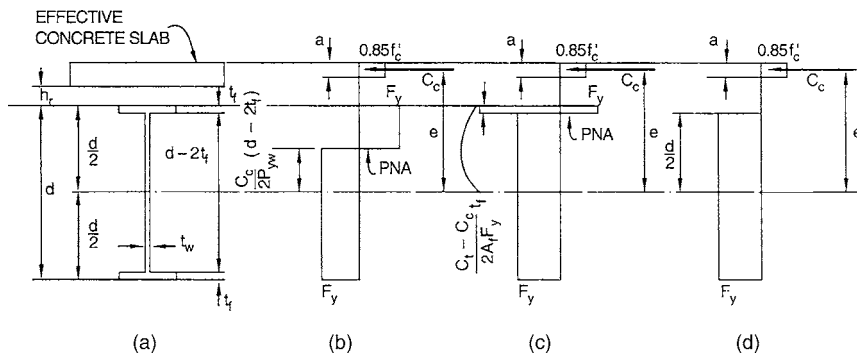 EFFECTIVE
CONCRETE SLAB
a
0.85f'c
Cc
a
0.85f'c
Cc
a
0.85f'c
Cc
hr
tf
Fy
Fy
d
d/2
d/2
d - 2tf
tw
tf
Cc/2Pyw (d - 2tf)
PNA
e
Fy
Ct - Cc/2AfFy tf
PNA
e
Fy
d/2
e
Fy
(a)
(b)
(c)
(d)